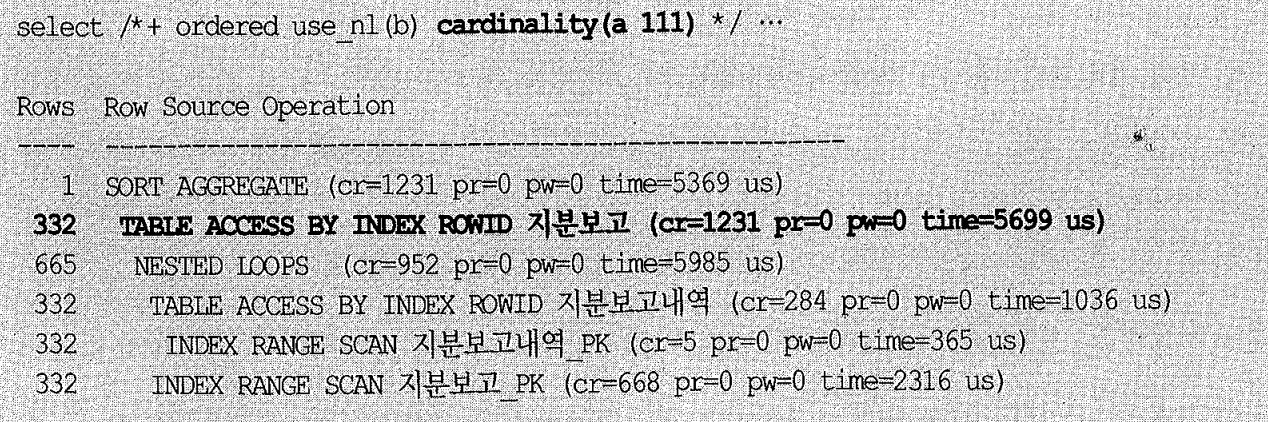 select /*+ ordered use_nl(b) cardinality(a 111) */ …
Rows Row Source Operation
---- ---------------------------------------------------
1 SORT AGGREGATE (cr=1231 pr=0 pw=0 time=5369 us)
332 TABLE ACCESS BY INDEX ROWID 지분보고 (cr=1231 pr=0 pw=0 time=5699 us)
665 NESTED LOOPS (cr=952 pr=0 pw=0 time=5985 us)
332 TABLE ACCESS BY INDEX ROWID 지분보고내역 (cr=284 pr=0 pw=0 time=1036 us)
332 INDEX RANGE SCAN 지분보고내역_PK (cr=5 pr=0 pw=0 time=365 us)
332 INDEX RANGE SCAN 지분보고_PK (cr=668 pr=0 pw=0 time=2316 us)